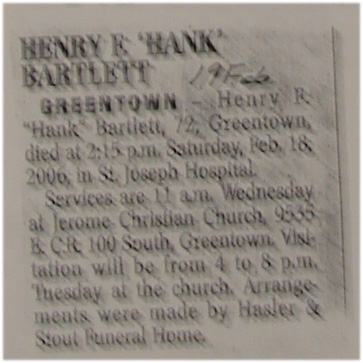 HENRY F. 'HANK'
BARTLETT 19 Feb
GREENTOWN – Henry F.
"Hank" Bartlett, 72, Greentown,
died at 2:15 p.m. Saturday, Feb. 18,
2006, in St. Joseph Hospital.
Services are 11 a.m. Wednesday
at Jerome Christian Church, 9535
E. C.R. 100 South, Greentown. Visi-
tation will be from 4 to 8 p.m.
Tuesday at the church. Arrange-
ments were made by Hasler &
Stout Funeral Home.